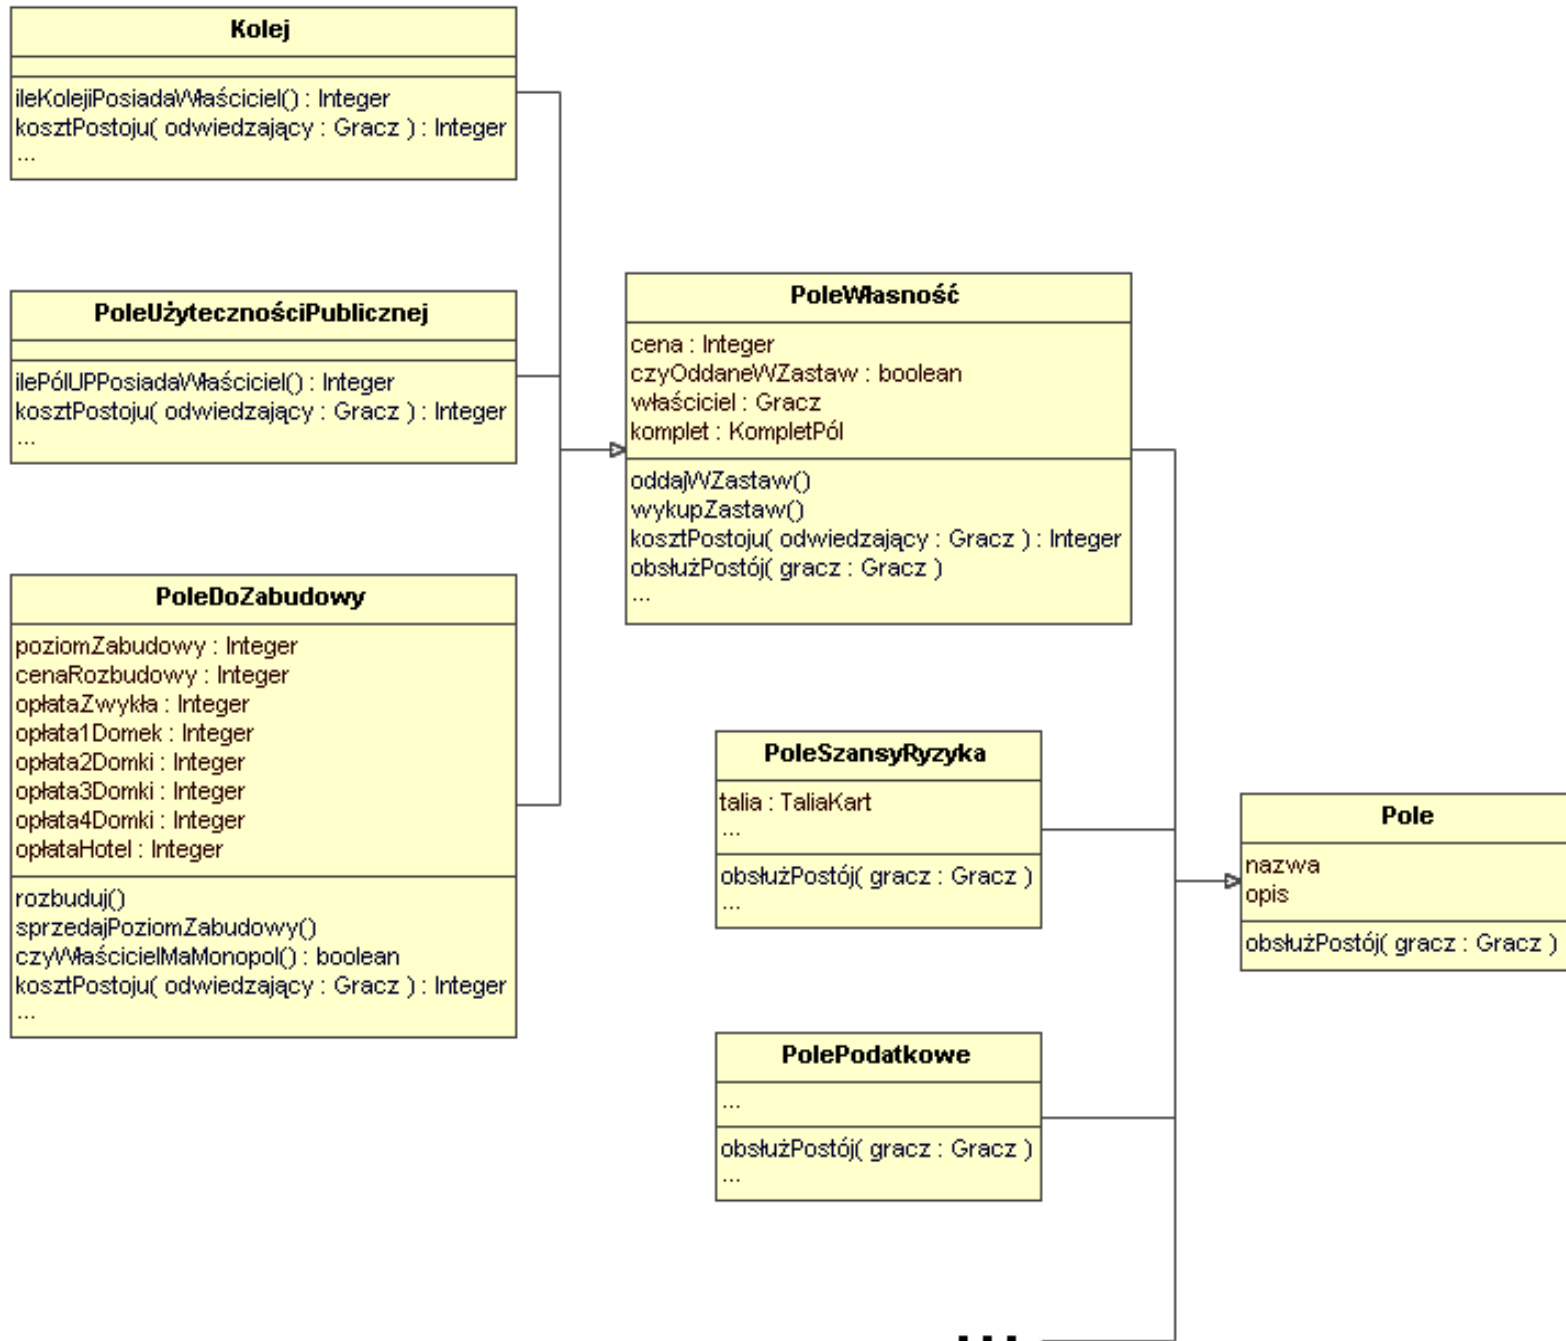 Kolej
ileKolejiPosiadaWłaściciel() : Integer
kosztPostoju( odwiedzający : Gracz ) : Integer
...
PoleUżytecznościPublicznej
ilePólUPPosiadaWłaściciel() : Integer
kosztPostoju( odwiedzający : Gracz ) : Integer
...
PoleDoZabudowy
poziomZabudowy : Integer
cenaRozbudowy : Integer
opłataZwykła : Integer
opłata1Domek : Integer
opłata2Domki : Integer
opłata3Domki : Integer
opłata4Domki : Integer
opłataHotel : Integer
rozbuduj()
sprzedajPoziomZabudowy()
czyWłaścicielMaMonopol() : boolean
kosztPostoju( odwiedzający : Gracz ) : Integer
...
PoleWłasność
cena : Integer
czyOddaneWZastaw : boolean
właściciel : Gracz
komplet : KompletPól
oddajWZastaw()
wykupZastaw()
kosztPostoju( odwiedzający : Gracz ) : Integer
obsłużPostój( gracz : Gracz )
...
PoleSzansyRyzyka
talia : TaliaKart
...
obsłużPostój( gracz : Gracz )
...
PolePodatkowe
...
obsłużPostój( gracz : Gracz )
...
Pole
nazwa
opis
obsłużPostój( gracz : Gracz )
...